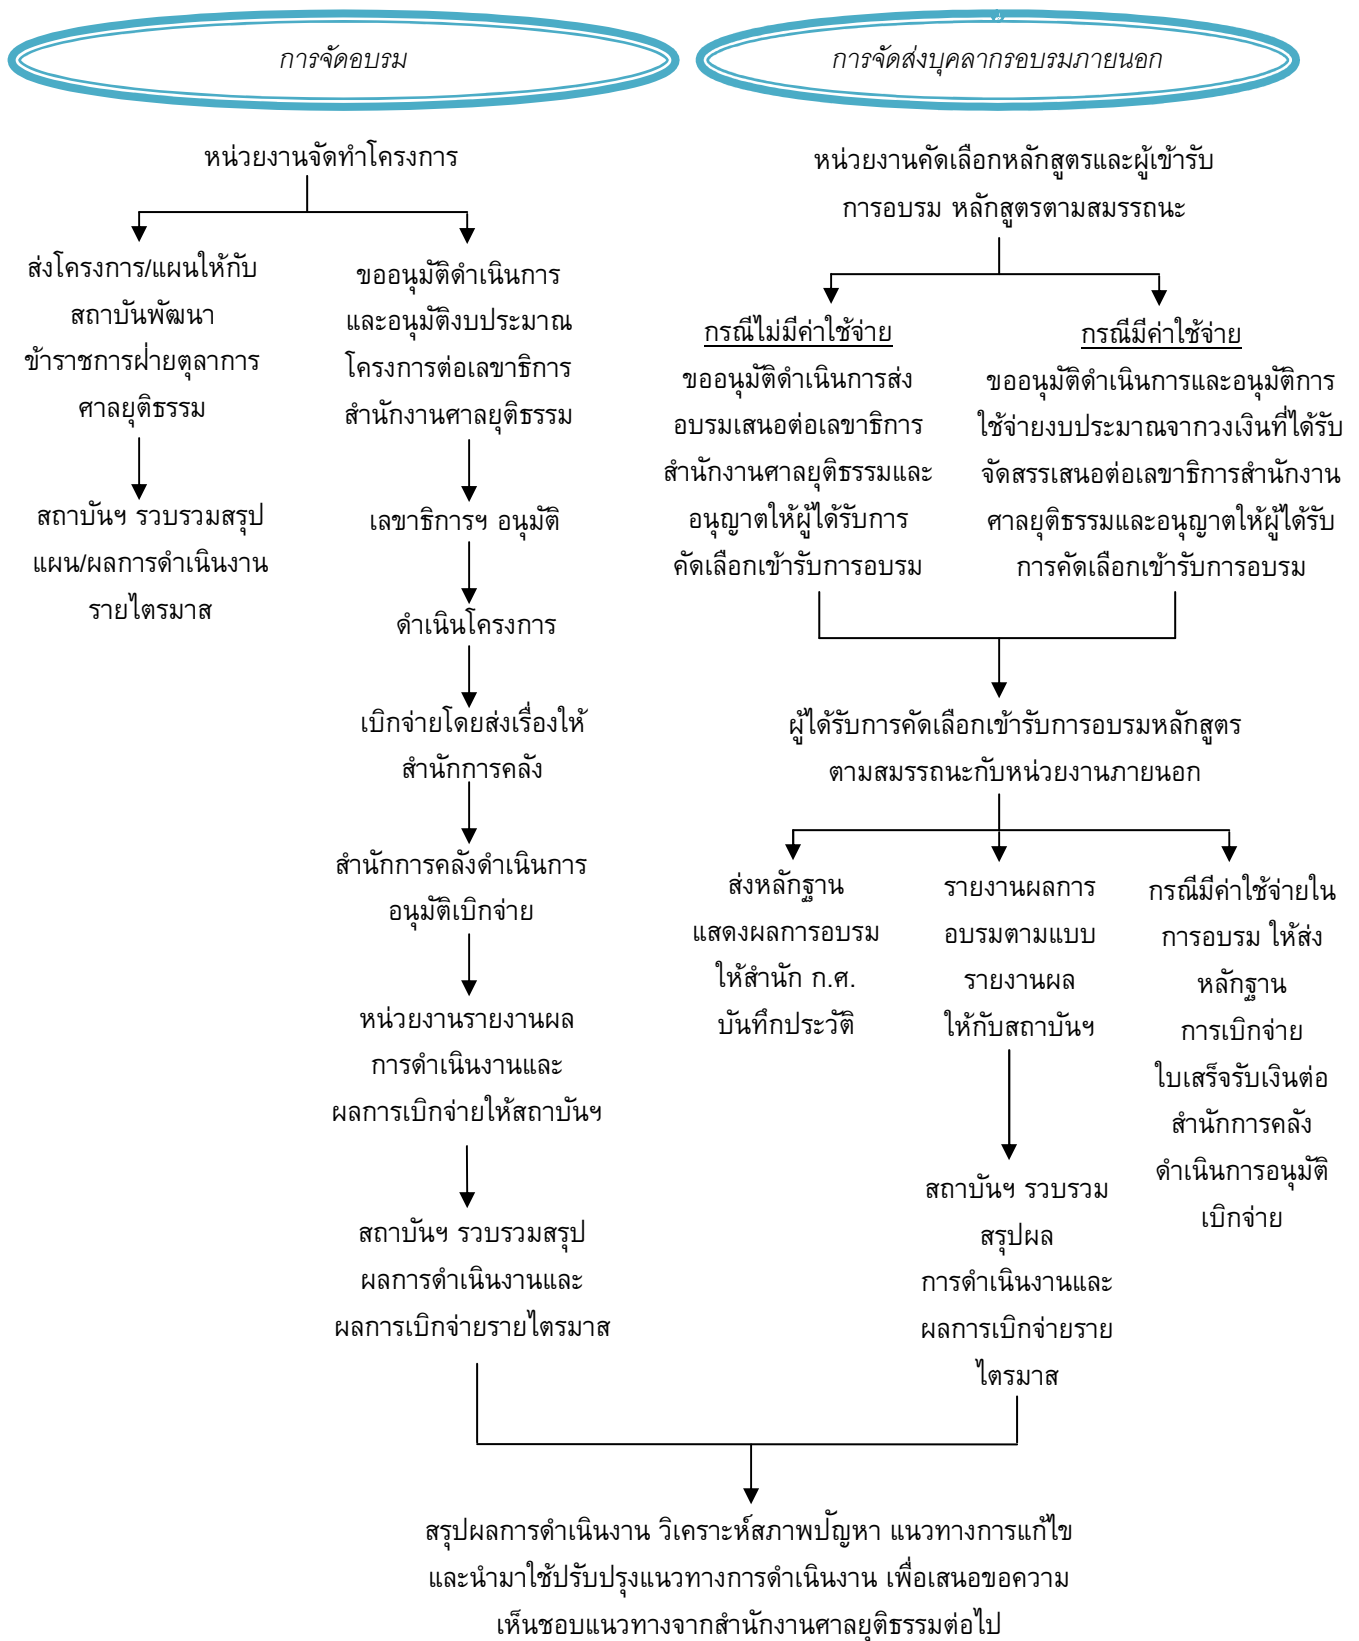 การจัดอบรม
หน่วยงานจัดทำโครงการ
ส่งโครงการ/แผนให้กับ
สถาบันพัฒนา
ข้าราชการฝ่ายตุลาการ
ศาลยุติธรรม
สถาบันฯ รวบรวมสรุป
แผน/ผลการดำเนินงาน
รายไตรมาส
ขออนุมัติดำเนินการ
และอนุมัติงบประมาณ
โครงการต่อเลขาธิการ
สำนักงานศาลยุติธรรม
เลขาธิการฯ อนุมัติ
ดำเนินโครงการ
เบิกจ่ายโดยส่งเรื่องให้
สำนักการคลัง
สำนักการคลังดำเนินการ
อนุมัติเบิกจ่าย
หน่วยงานรายงานผล
การดำเนินงานและ
ผลการเบิกจ่ายให้สถาบันฯ
สถาบันฯ รวบรวมสรุป
ผลการดำเนินงานและ
ผลการเบิกจ่ายรายไตรมาส
การจัดส่งบุคลากรอบรมภายนอก
หน่วยงานคัดเลือกหลักสูตรและผู้เข้ารับ
การอบรม หลักสูตรตามสมรรถนะ
กรณีไม่มีค่าใช้จ่าย
ขออนุมัติดำเนินการส่ง
อบรมเสนอต่อเลขาธิการ
สำนักงานศาลยุติธรรมและ
อนุญาตให้ผู้ได้รับการ
คัดเลือกเข้ารับการอบรม
กรณีมีค่าใช้จ่าย
ขออนุมัติดำเนินการและอนุมัติการ
ใช้จ่ายงบประมาณจากวงเงินที่ได้รับ
จัดสรรเสนอต่อเลขาธิการสำนักงาน
ศาลยุติธรรมและอนุญาตให้ผู้ได้รับ
การคัดเลือกเข้ารับการอบรม
ผู้ได้รับการคัดเลือกเข้ารับการอบรมหลักสูตร
ตามสมรรถนะกับหน่วยงานภายนอก
ส่งหลักฐาน
แสดงผลการอบรม
ให้สำนัก ก.ศ.
บันทึกประวัติ
รายงานผลการ
อบรมตามแบบ
รายงานผล
ให้กับสถาบันฯ
สถาบันฯ รวบรวม
สรุปผล
การดำเนินงานและ
ผลการเบิกจ่ายราย
ไตรมาส
กรณีมีค่าใช้จ่ายใน
การอบรม ให้ส่ง
หลักฐาน
การเบิกจ่าย
ใบเสร็จรับเงินต่อ
สำนักการคลัง
ดำเนินการอนุมัติ
เบิกจ่าย
สรุปผลการดำเนินงาน วิเคราะห์สภาพปัญหา แนวทางการแก้ไข
และนำมาใช้ปรับปรุงแนวทางการดำเนินงาน เพื่อเสนอขอความ
เห็นชอบแนวทางจากสำนักงานศาลยุติธรรมต่อไป